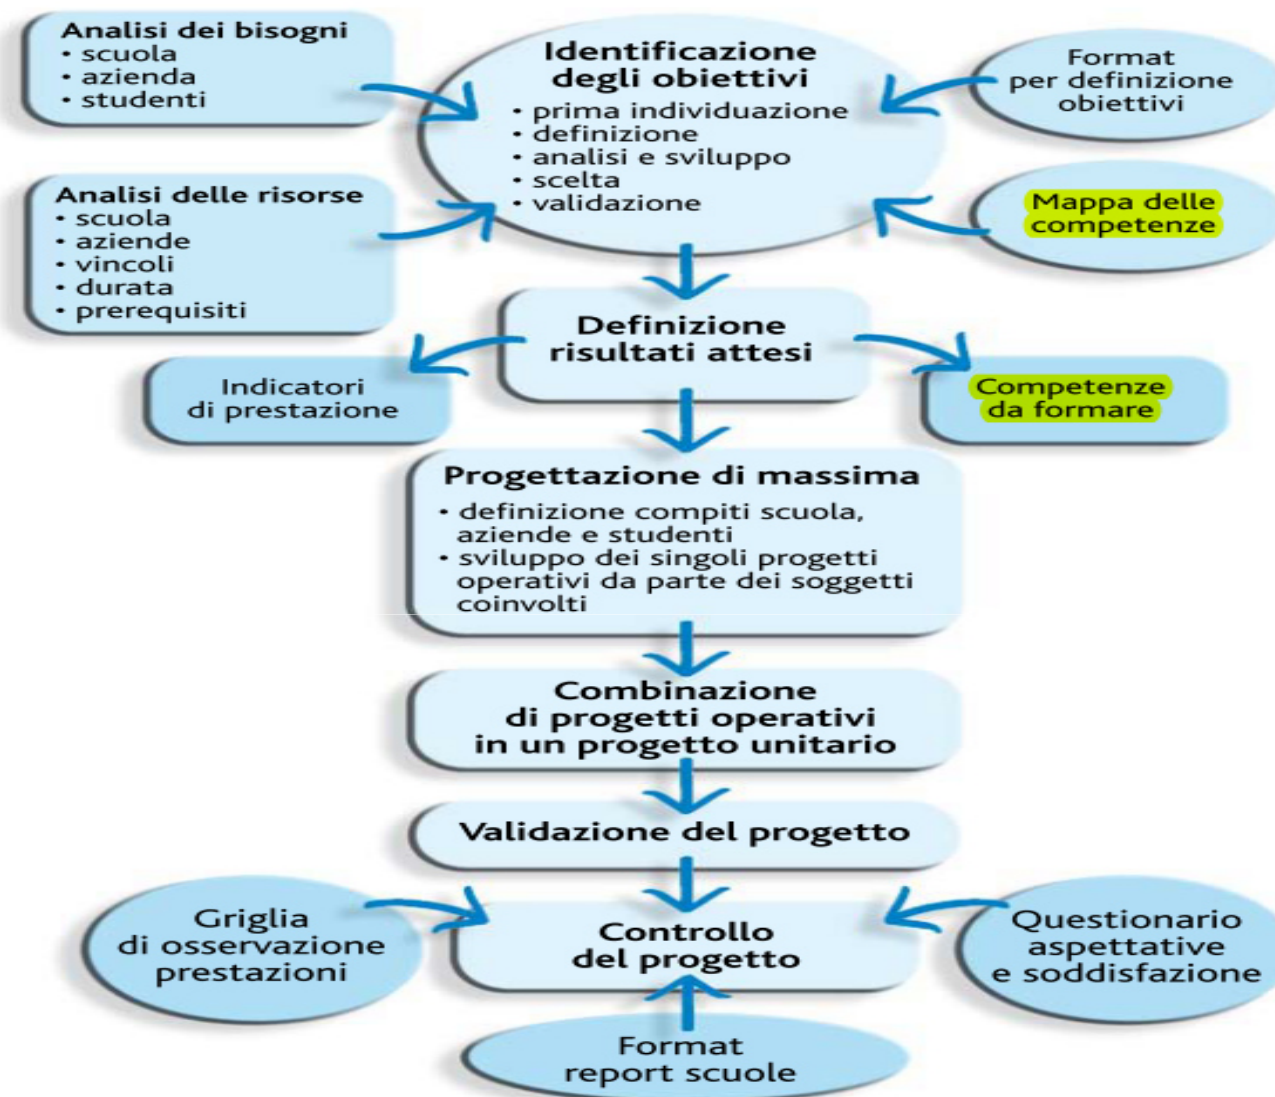 Analisi dei bisogni
• scuola
• azienda
• studenti
Identificazione
degli obiettivi
• prima individuazione
• definizione
• analisi e sviluppo
• scelta
• validazione
Format
per definizione
obiettivi
Analisi delle risorse
• scuola
• aziende
• vincoli
• durata
• prerequisiti
Mappa delle
competenze
Definizione
risultati attesi
Indicatori
di prestazione
Competenze
da formare
Progettazione di massima
• definizione compiti scuola,
aziende e studenti
• sviluppo dei singoli progetti
operativi da parte dei soggetti
coinvolti
Combinazione
di progetti operativi
in un progetto unitario
Validazione del progetto
Griglia
di osservazione
prestazioni
Controllo
del progetto
Questionario
aspettative
e soddisfazione
Format
report scuole